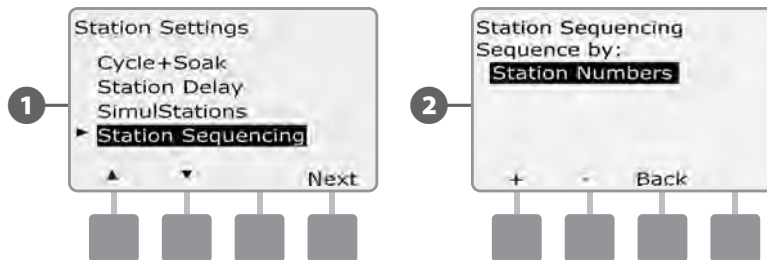 1
Station Settings
Cycle+Soak
Station Delay
SimulStations
► Station Sequencing
▲ ▼ Next
2
Station Sequencing
Sequence by:
Station Numbers
+ - Back